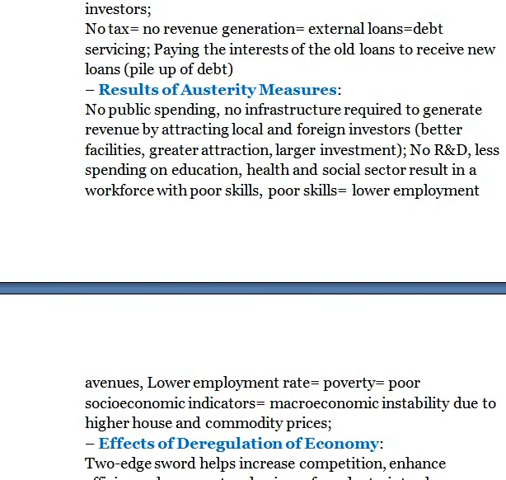 investors;
No tax= no revenue generation= external loans=debt
servicing; Paying the interests of the old loans to receive new
loans (pile up of debt)
– Results of Austerity Measures:
No public spending, no infrastructure required to generate
revenue by attracting local and foreign investors (better
facilities, greater attraction, larger investment); No R&D, less
spending on education, health and social sector result in a
workforce with poor skills, poor skills= lower employment
avenues, Lower employment rate= poverty= poor
socioeconomic indicators= macroeconomic instability due to
higher house and commodity prices;
– Effects of Deregulation of Economy:
Two-edge sword helps increase competition, enhance